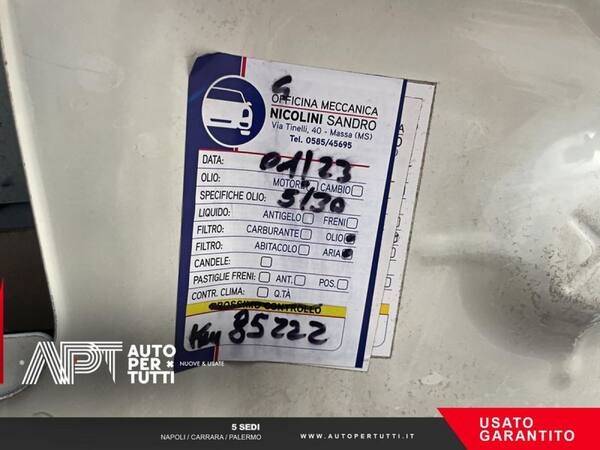 OFFICINA MECCANICA
NICOLINI SANDRO
Via Tinelli, 40 - Massa (MS)
Tel. 0585/45695
DATA: 01/23
OLIO: MOTORE CAMBIO
SPECIFICHE OLIO: 5/30
LIQUIDO: ANTIGELO FRENI
FILTRO: CARBURANTE OLIO
FILTRO: ABITACOLO ARIA
CANDELE:
PASTIGLIE FRENI: ANT. POS.
CONTR. CLIMA: Q.TÀ
PROSSIMO CONTROLLO
Km 85222
APT AUTO PER TUTTI
NUOVE & USATE
5 SEDI
NAPOLI / CARRARA / PALERMO
WWW.AUTOPERTUTTI.IT
USATO
GARANTITO